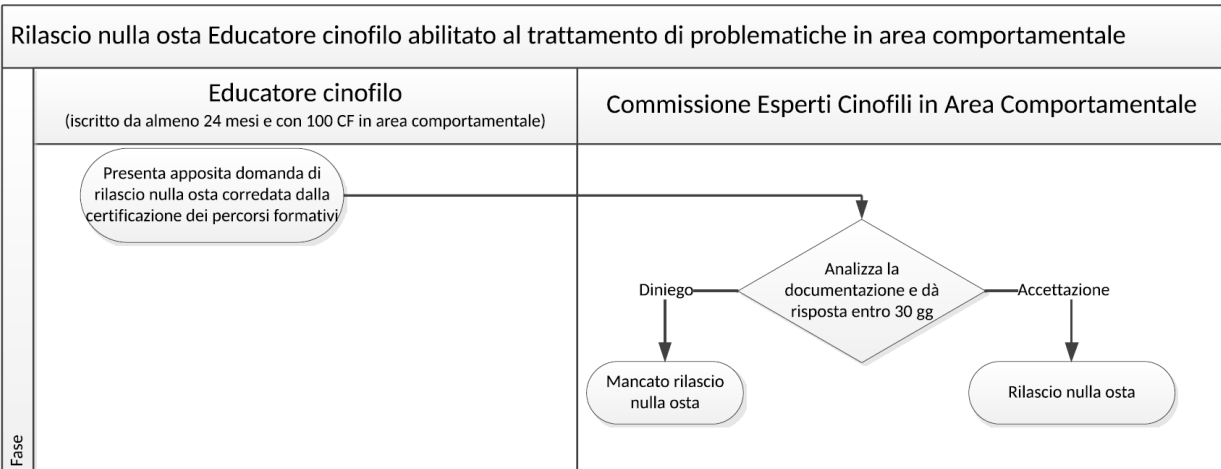 Rilascio nulla osta Educatore cinofilo abilitato al trattamento di problematiche in area comportamentale
Educatore cinofilo
(iscritto da almeno 24 mesi e con 100 CF in area comportamentale)
Commissione Esperti Cinofili in Area Comportamentale
Presenta apposita domanda di
rilascio nulla osta corredata dalla
certificazione dei percorsi formativi
Analizza la
documentazione e dà
risposta entro 30 gg
Diniego
Accettazione
Mancato rilascio
nulla osta
Rilascio nulla osta
Fase